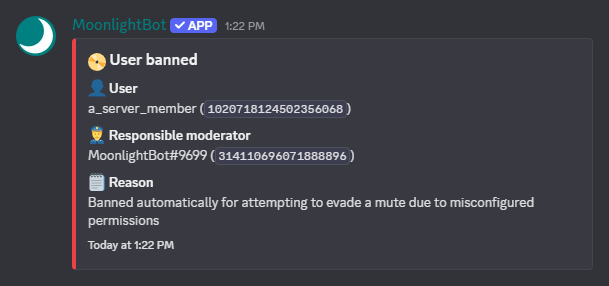 MoonlightBot ✓ APP 1:22 PM
User banned
User
a_server_member (1020718124502356068)
Responsible moderator
MoonlightBot#9699 (314110696071888896)
Reason
Banned automatically for attempting to evade a mute due to misconfigured
permissions
Today at 1:22 PM